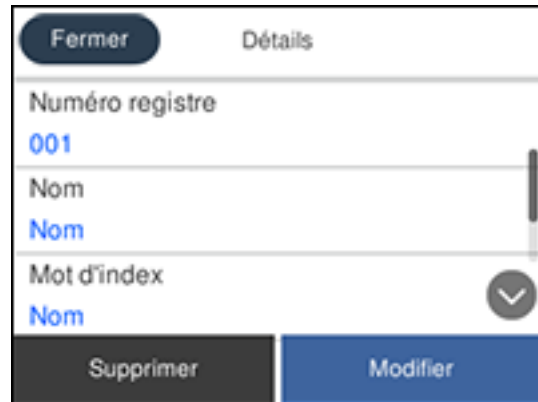 Fermer Détails
Numéro registre
001
Nom
Nom
Mot d'index
Nom
Supprimer Modifier